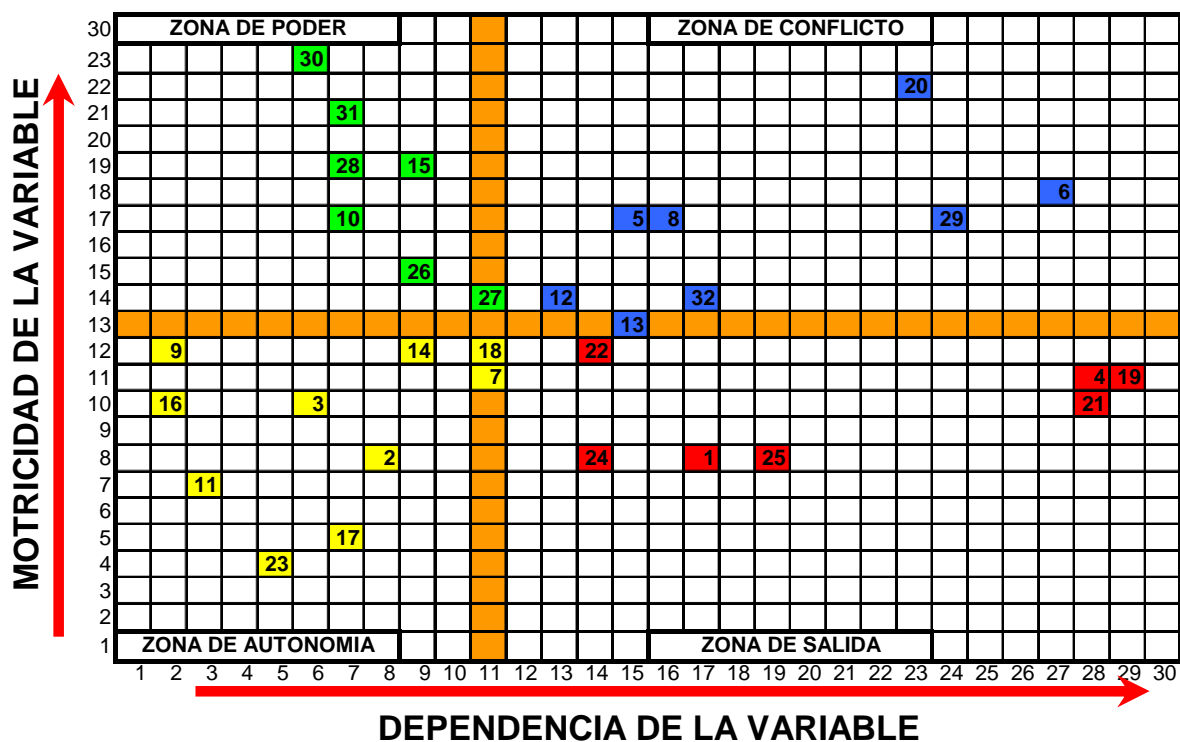 30 ZONA DE PODER ZONA DE CONFLICTO
23 30
22 20
21 31
20
19 28 15
18 6
17 10 5 8 29
16
15 26
14 27 12 32
13 13
12 9 14 18 22
11 7 4 19
10 16 3 21
9
8 2 24 1 25
7 11
6
5 17
4 23
3
2
1 ZONA DE AUTONOMIA ZONA DE SALIDA
1 2 3 4 5 6 7 8 9 10 11 12 13 14 15 16 17 18 19 20 21 22 23 24 25 26 27 28 29 30
MOTRICIDAD DE LA VARIABLE
DEPENDENCIA DE LA VARIABLE